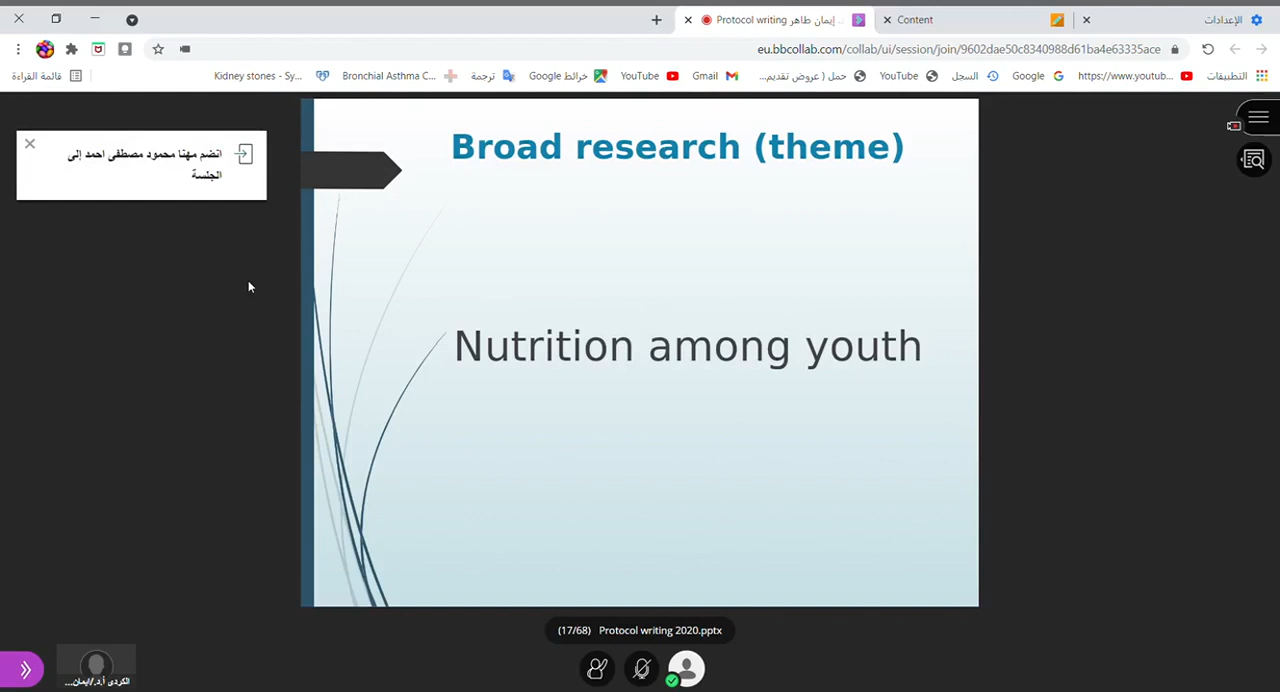 Protocol writing إيمان طاهر ...
Content
الإعدادات
eu.bbcollab.com/collab/ui/session/join/9602dae50c8340988d61ba4e63335ace
قائمة القراءة
Kidney stones - Sy...
Bronchial Asthma C...
ترجمة
خرائط Google
YouTube
Gmail
حمل ( عروض تقديم...
YouTube
السجل
Google
https://www.youtub...
التطبيقات
انضم مهنا محمود مصطفى احمد إلى
الجلسة
Broad research (theme)
Nutrition among youth
(17/68) Protocol writing 2020.pptx
الكردى أ.د./ايمان...